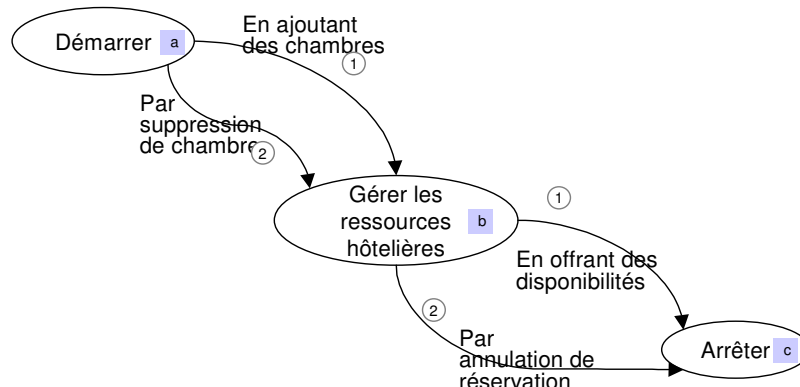 En ajoutant
des chambres
Démarrer a
1
Par
suppression
de chambre
2
Gérer les
ressources b
hôtelières
1
En offrant des
disponibilités
2
Par
annulation de
réservation
Arrêter c